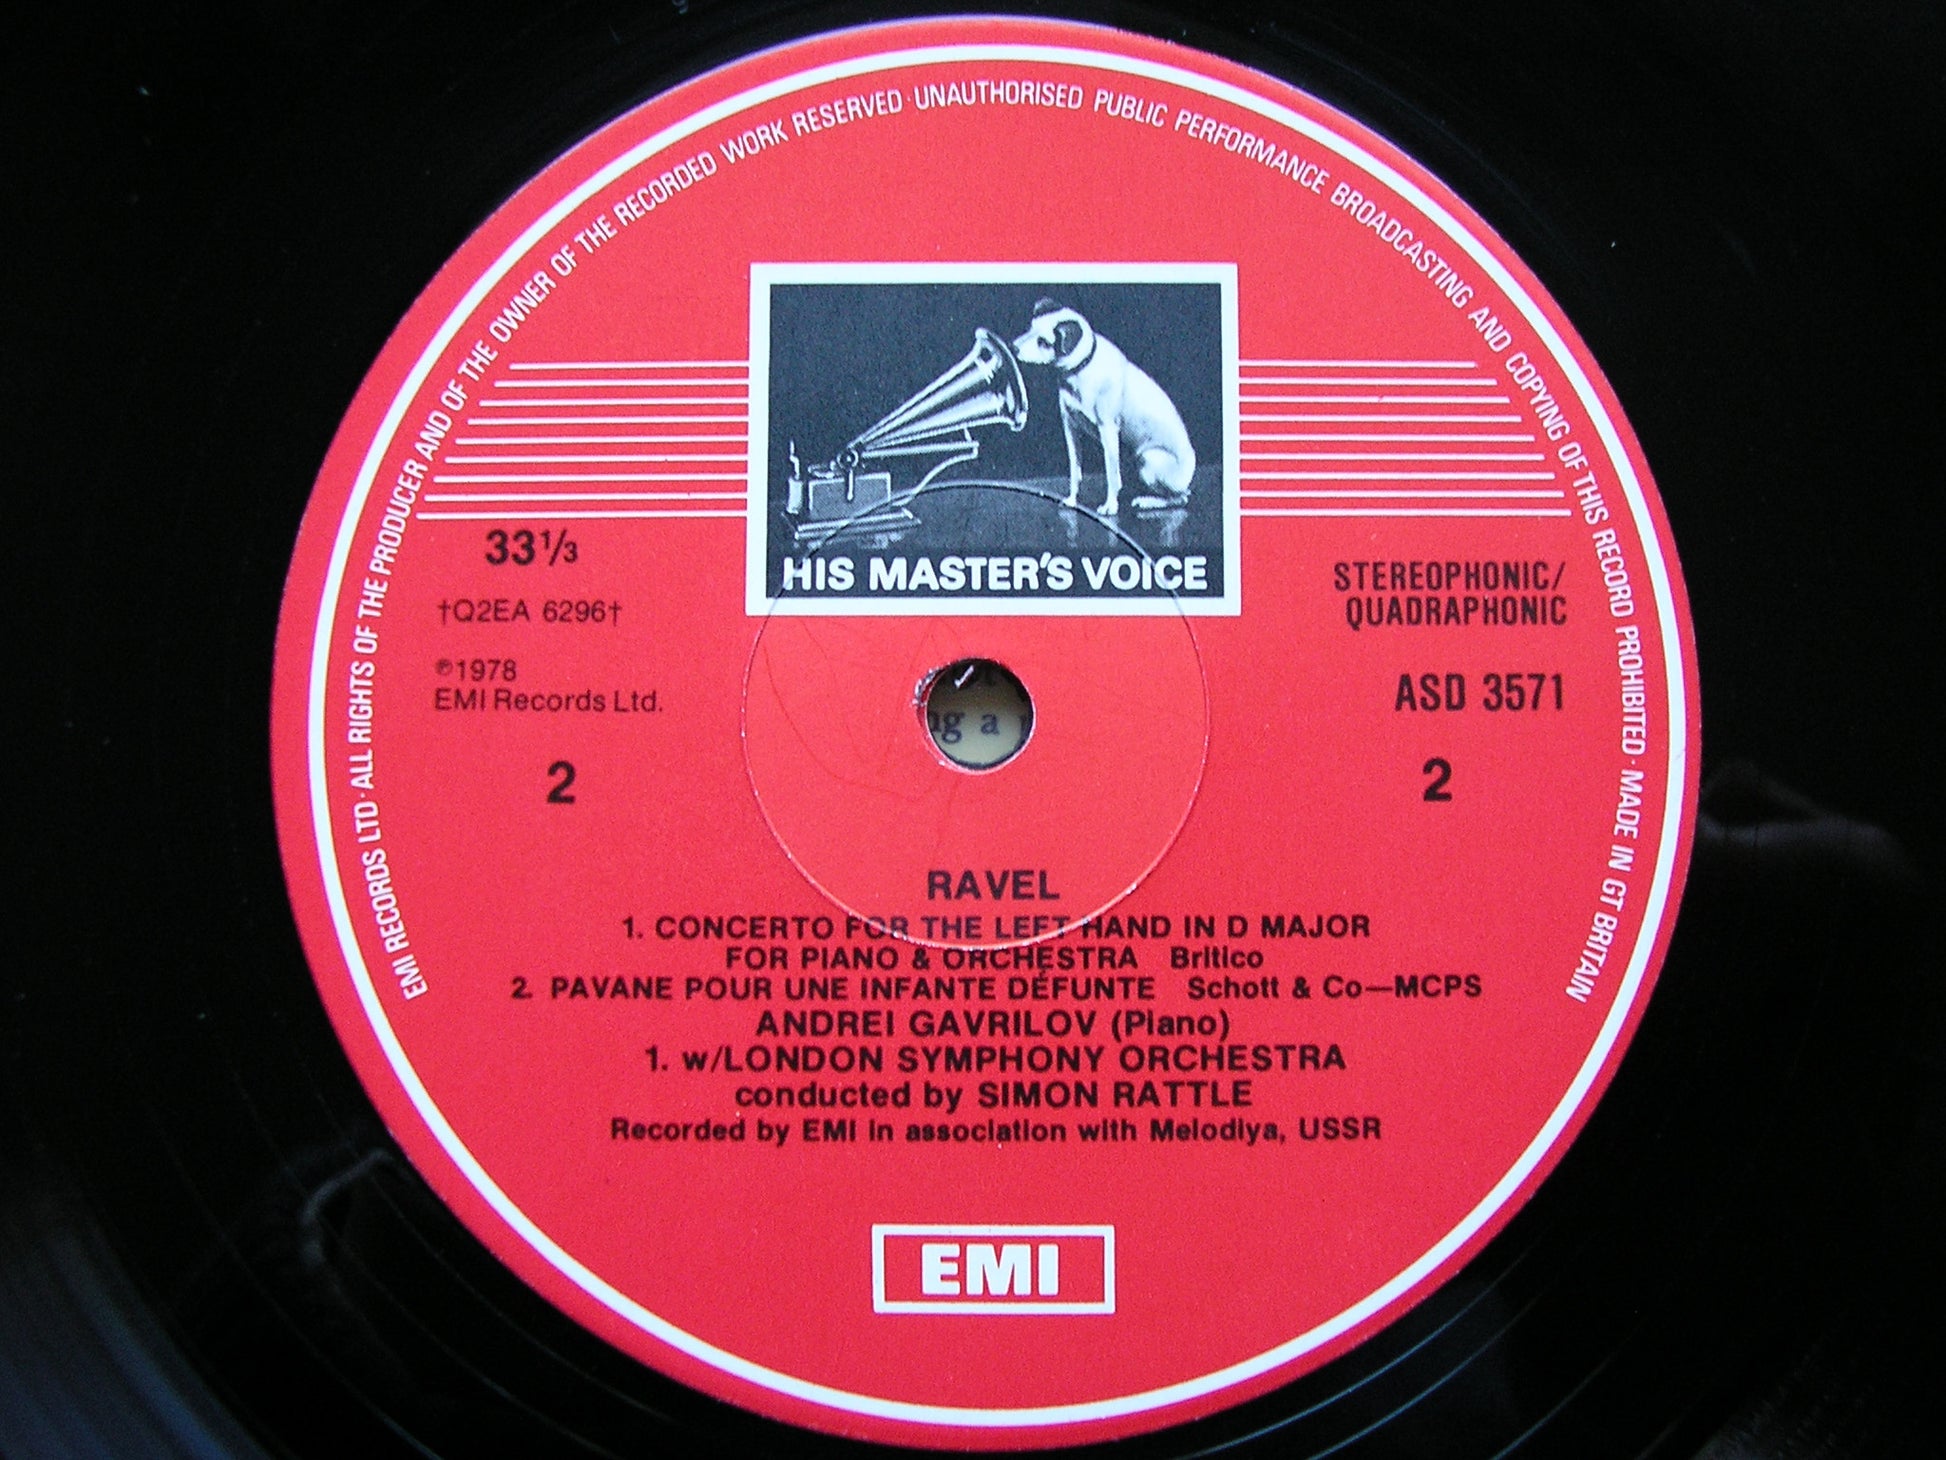 EMI RECORDS LTD · ALL RIGHTS OF THE PRODUCER AND OF THE OWNER OF THE RECORDED WORK RESERVED · UNAUTHORISED PUBLIC PERFORMANCE BROADCASTING AND COPYING OF THIS RECORD PROHIBITED · MADE IN GT BRITAIN
HIS MASTER'S VOICE
33⅓
†Q2EA 6296†
℗1978
EMI Records Ltd.
2
STEREOPHONIC/
QUADRAPHONIC
ASD 3571
2
g a
RAVEL
1. CONCERTO FOR THE LEFT HAND IN D MAJOR
FOR PIANO & ORCHESTRA Britico
2. PAVANE POUR UNE INFANTE DÉFUNTE Schott & Co—MCPS
ANDREI GAVRILOV (Piano)
1. w/LONDON SYMPHONY ORCHESTRA
conducted by SIMON RATTLE
Recorded by EMI in association with Melodiya, USSR
EMI